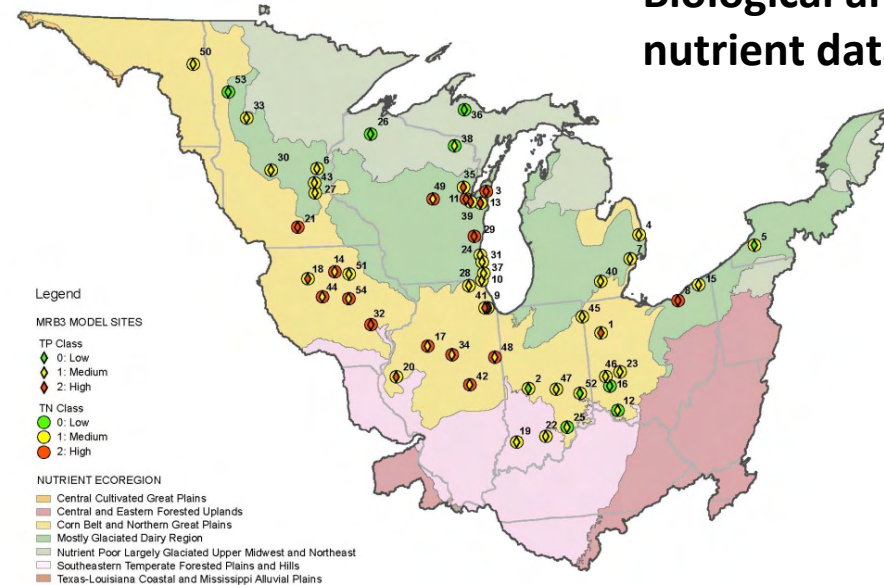 Biological an
nutrient dat
50
53
33
36
26
38
30
6
43
27
35
3
49
11
13
39
21
29
4
7
5
24
31
37
14
18
51
28
10
40
15
8
44
54
41
9
45
32
1
17
34
48
46
23
20
42
2
47
52
16
12
25
19
22
Legend
MRB3 MODEL SITES
TP Class
0: Low
1: Medium
2: High
TN Class
0: Low
1: Medium
2: High
NUTRIENT ECOREGION
Central Cultivated Great Plains
Central and Eastern Forested Uplands
Corn Belt and Northern Great Plains
Mostly Glaciated Dairy Region
Nutrient Poor Largely Glaciated Upper Midwest and Northeast
Southeastern Temperate Forested Plains and Hills
Texas-Louisiana Coastal and Mississippi Alluvial Plains